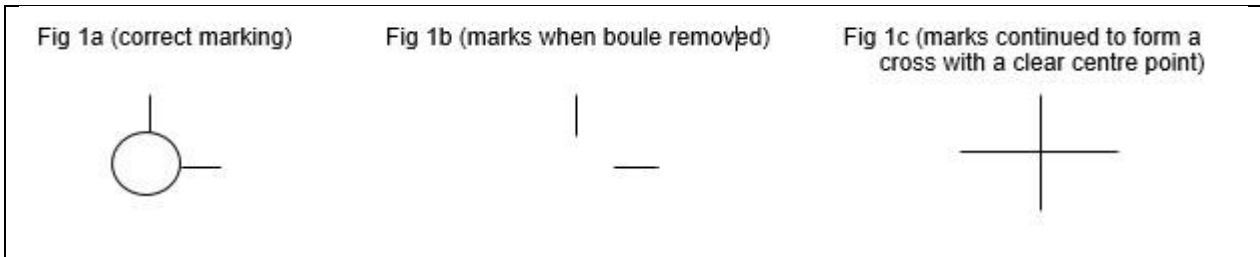 Fig 1a (correct marking)
Fig 1b (marks when boule removed)
Fig 1c (marks continued to form a
cross with a clear centre point)